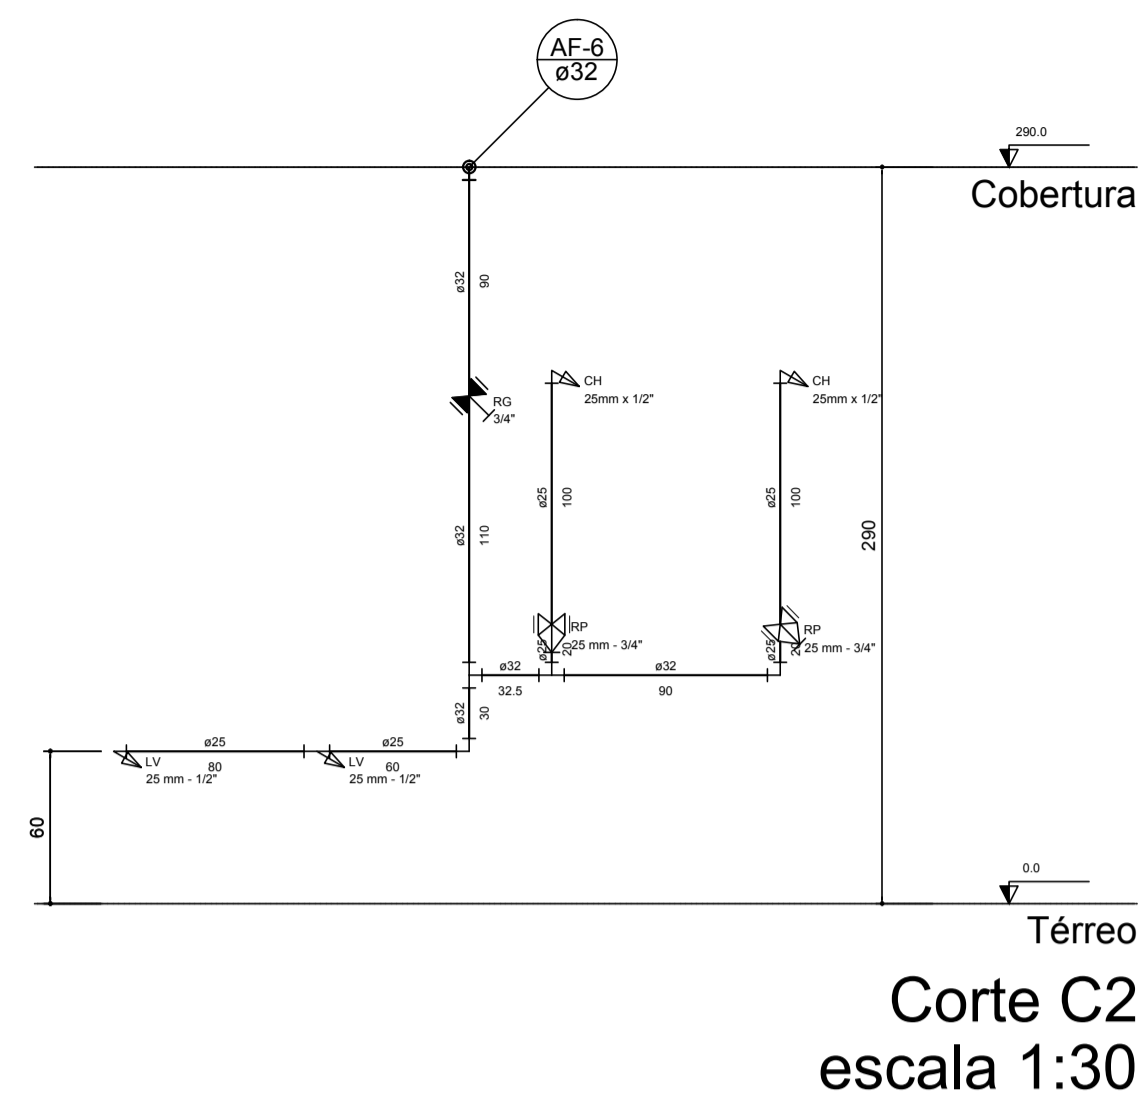 AF-6
ø32
290.0
Cobertura
ø32
90
CH
25mm x 1/2"
CH
25mm x 1/2"
RG
3/4"
ø25
100
ø25
100
ø32
110
290
RP
25 mm - 3/4"
RP
25 mm - 3/4"
ø25
20
ø25
20
ø32
32.5
ø32
90
ø32
30
ø25
80
ø25
60
LV
25 mm - 1/2"
LV
25 mm - 1/2"
60
0.0
Térreo
Corte C2
escala 1:30